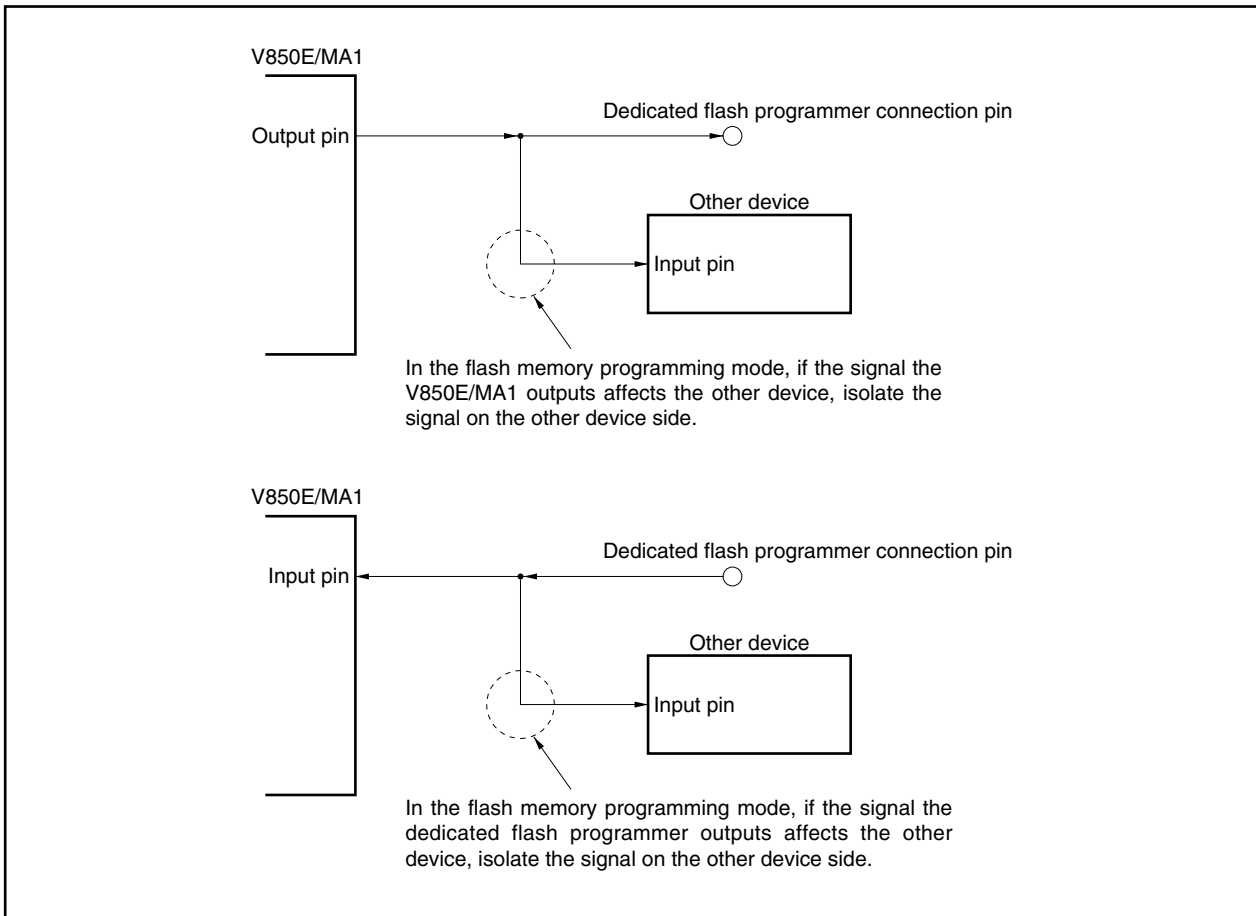 V850E/MA1
Dedicated flash programmer connection pin
Output pin
Other device
Input pin
In the flash memory programming mode, if the signal the
V850E/MA1 outputs affects the other device, isolate the
signal on the other device side.
V850E/MA1
Dedicated flash programmer connection pin
Input pin
Other device
Input pin
In the flash memory programming mode, if the signal the
dedicated flash programmer outputs affects the other
device, isolate the signal on the other device side.